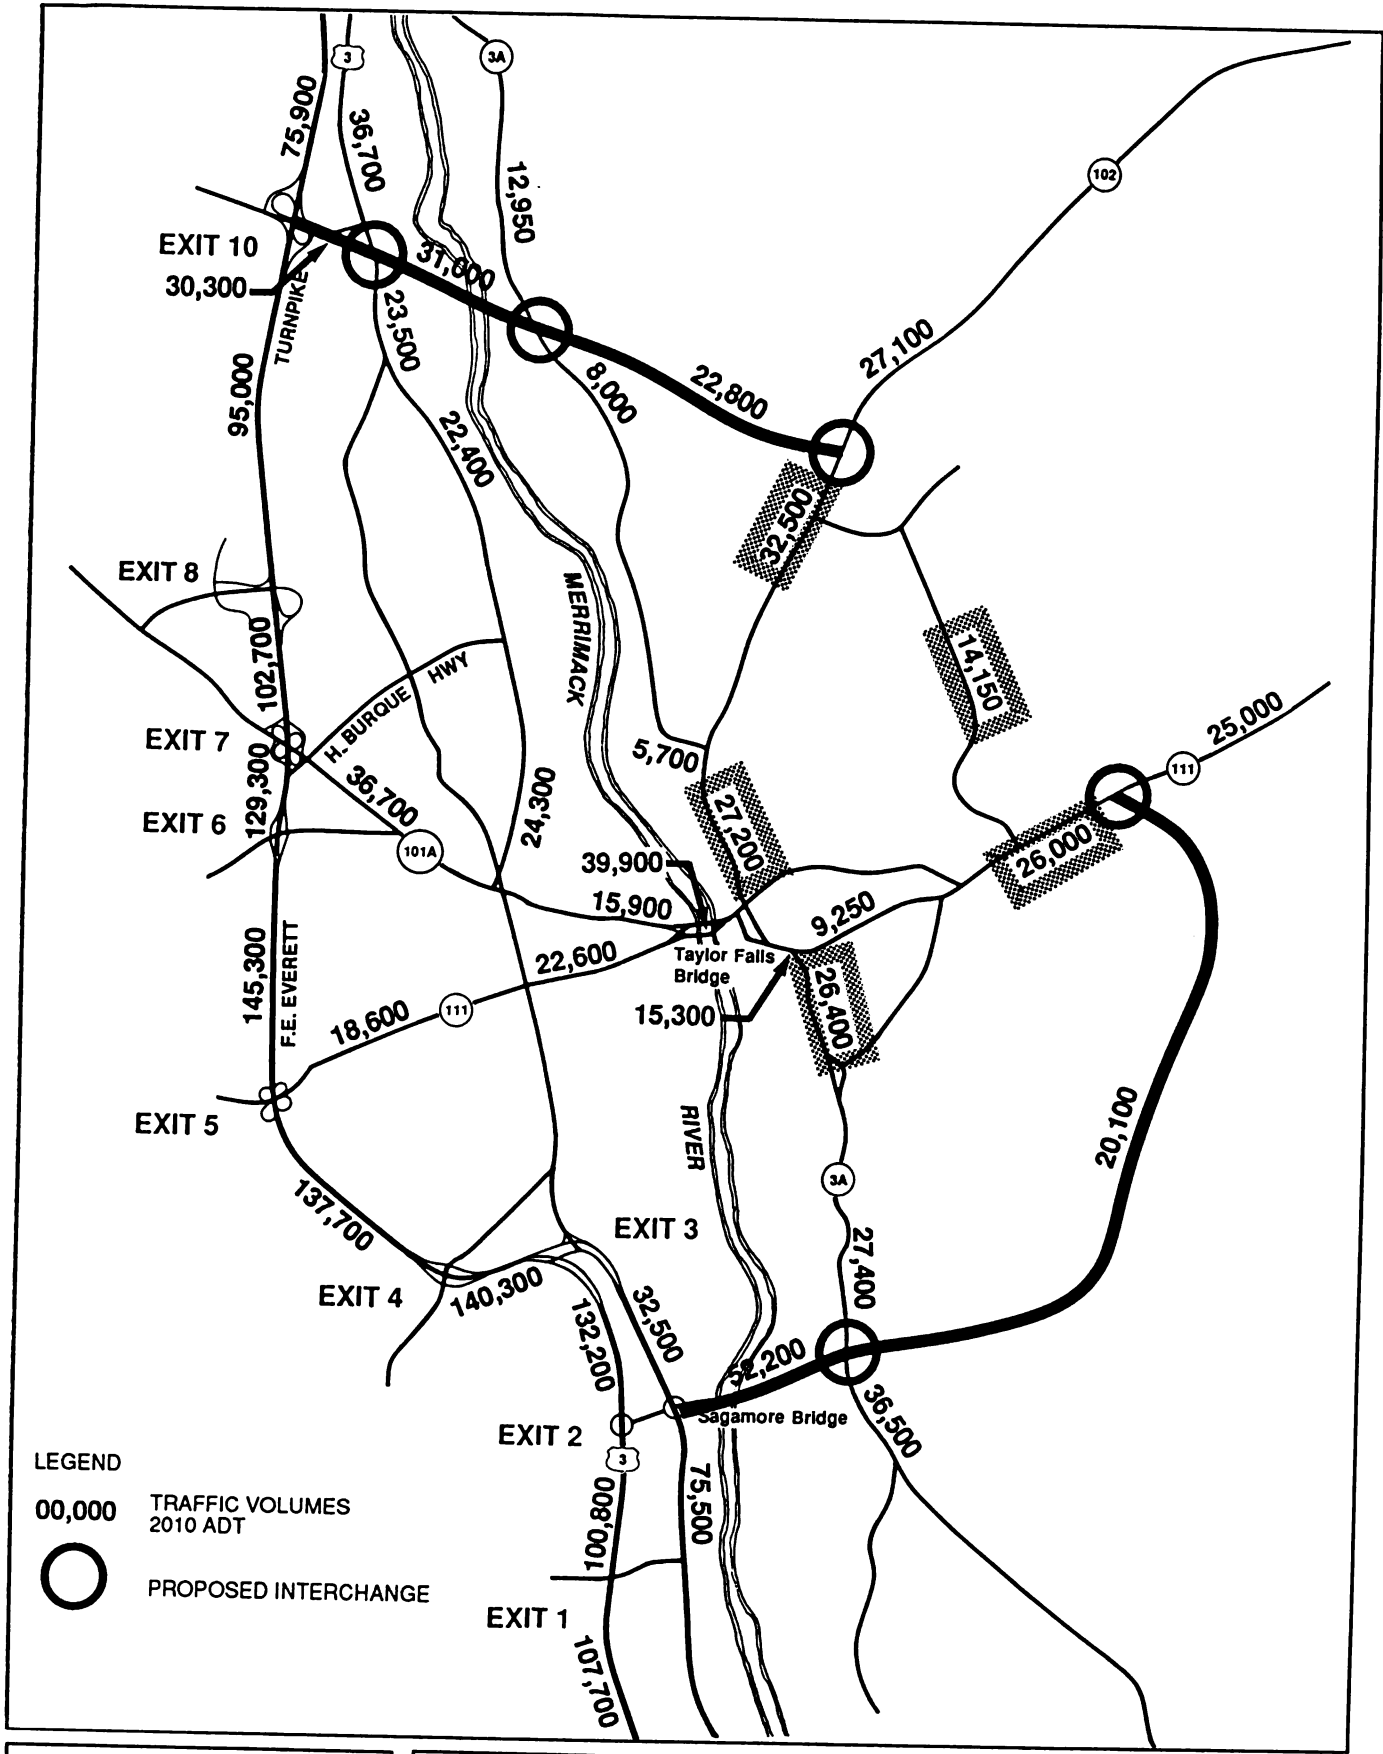 3
3A
75,900
36,700
12,950
102
EXIT 10
31,000
30,300
TURNPIKE
23,500
27,100
95,000
8,000
22,800
22,400
32,500
EXIT 8
MERRIMACK
102,700
14,150
H. BURQUE HWY
25,000
EXIT 7
5,700
111
129,300
36,700
24,300
27,200
EXIT 6
101A
26,000
39,900
15,900
9,250
145,300
F.E. EVERETT
22,600
Taylor Falls
Bridge
26,400
18,600
111
15,300
EXIT 5
RIVER
20,100
3A
137,700
EXIT 3
27,400
EXIT 4
140,300
132,200
32,500
52,200
Sagamore Bridge
36,500
EXIT 2
3
LEGEND
00,000
TRAFFIC VOLUMES
2010 ADT
100,800
75,500
PROPOSED INTERCHANGE
EXIT 1
107,700